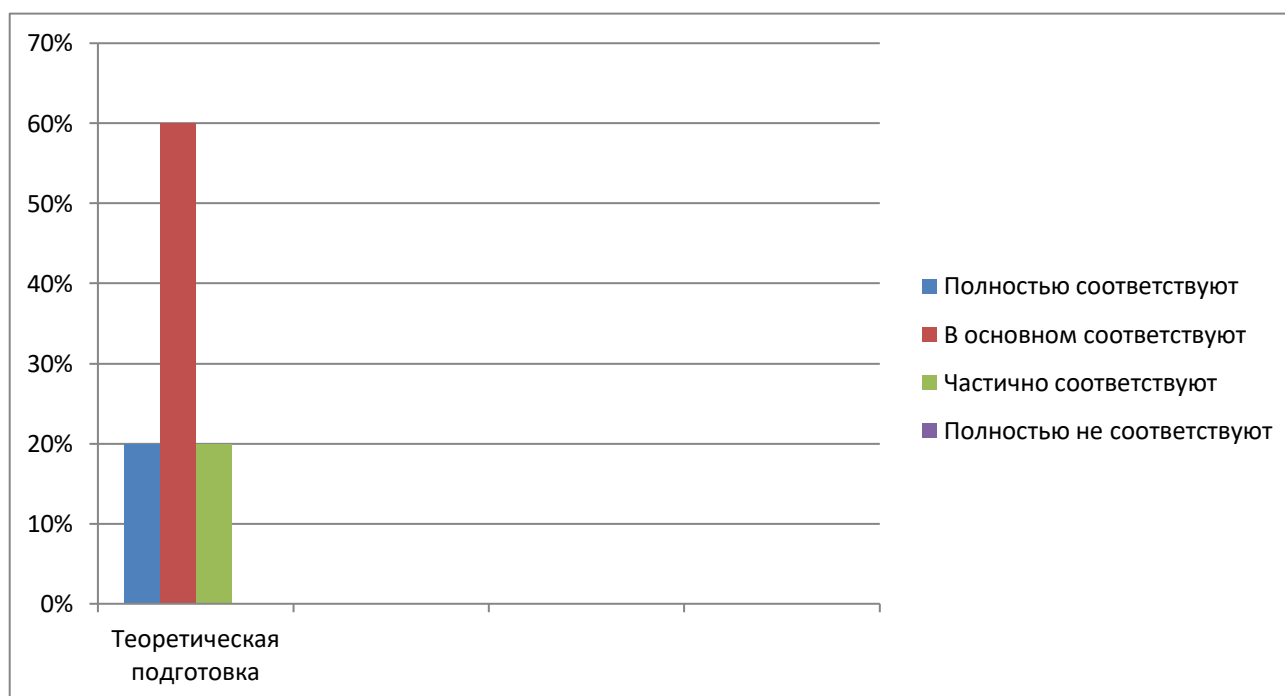 70%
60%
50%
40%
30%
20%
10%
0%
Теоретическая
подготовка
Полностью соответствуют
В основном соответствуют
Частично соответствуют
Полностью не соответствуют